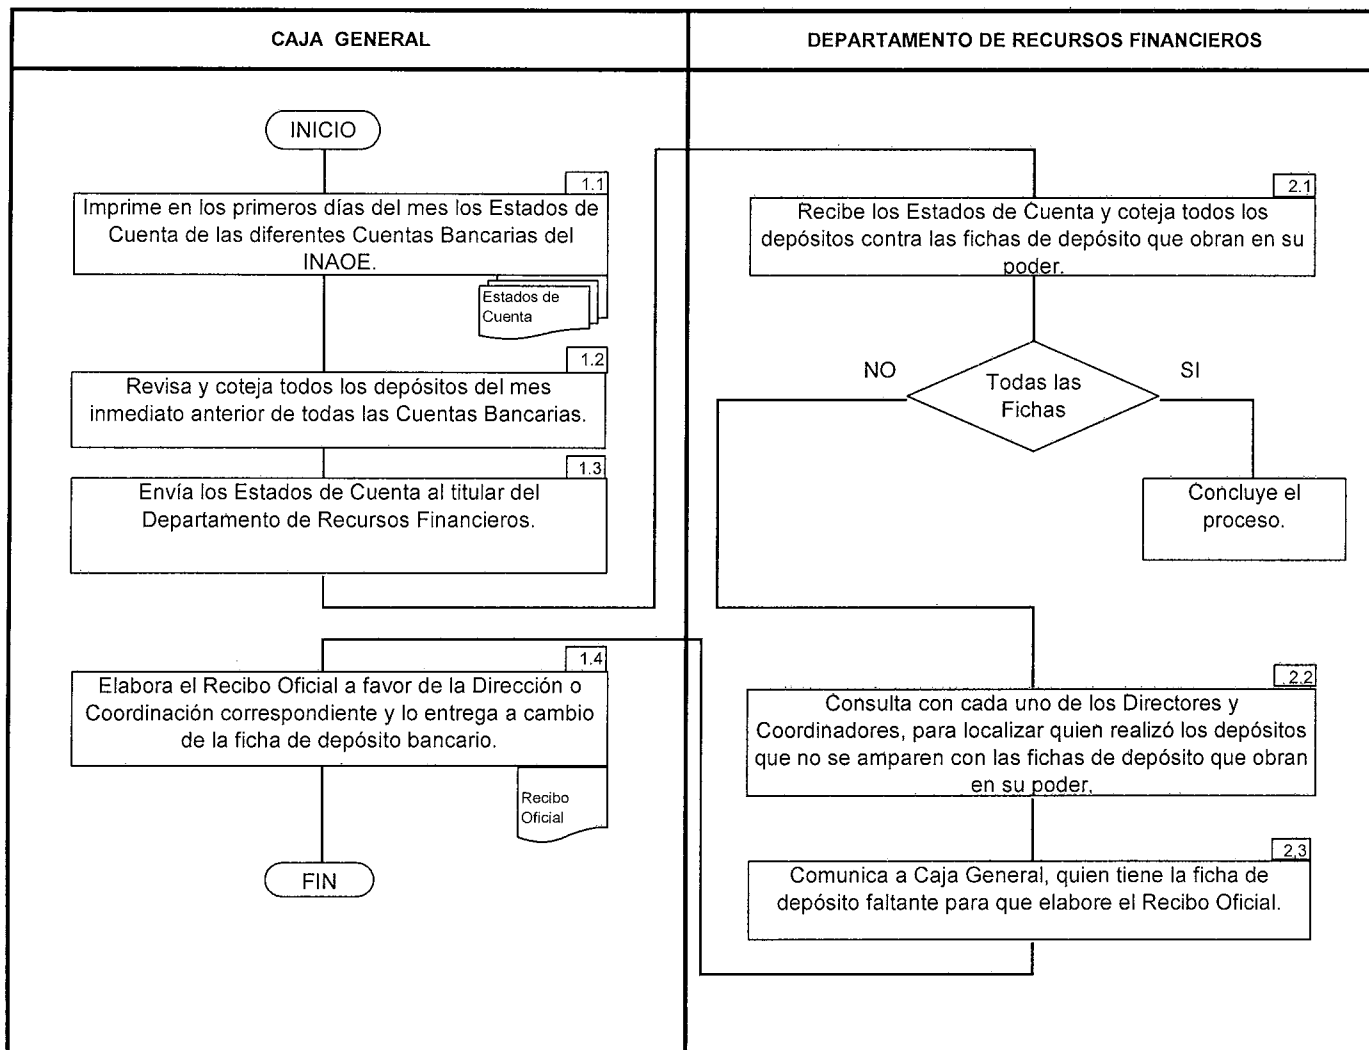 CAJA GENERAL
DEPARTAMENTO DE RECURSOS FINANCIEROS
INICIO
1.1
Imprime en los primeros días del mes los Estados de
Cuenta de las diferentes Cuentas Bancarias del
INAOE.
Estados de
Cuenta
1.2
Revisa y coteja todos los depósitos del mes
inmediato anterior de todas las Cuentas Bancarias.
1.3
Envía los Estados de Cuenta al titular del
Departamento de Recursos Financieros.
2.1
Recibe los Estados de Cuenta y coteja todos los
depósitos contra las fichas de depósito que obran en su
poder.
NO
Todas las
Fichas
SI
Concluye el
proceso.
2.2
Consulta con cada uno de los Directores y
Coordinadores, para localizar quien realizó los depósitos
que no se amparen con las fichas de depósito que obran
en su poder.
2,3
Comunica a Caja General, quien tiene la ficha de
depósito faltante para que elabore el Recibo Oficial.
1.4
Elabora el Recibo Oficial a favor de la Dirección o
Coordinación correspondiente y lo entrega a cambio
de la ficha de depósito bancario.
Recibo
Oficial
FIN